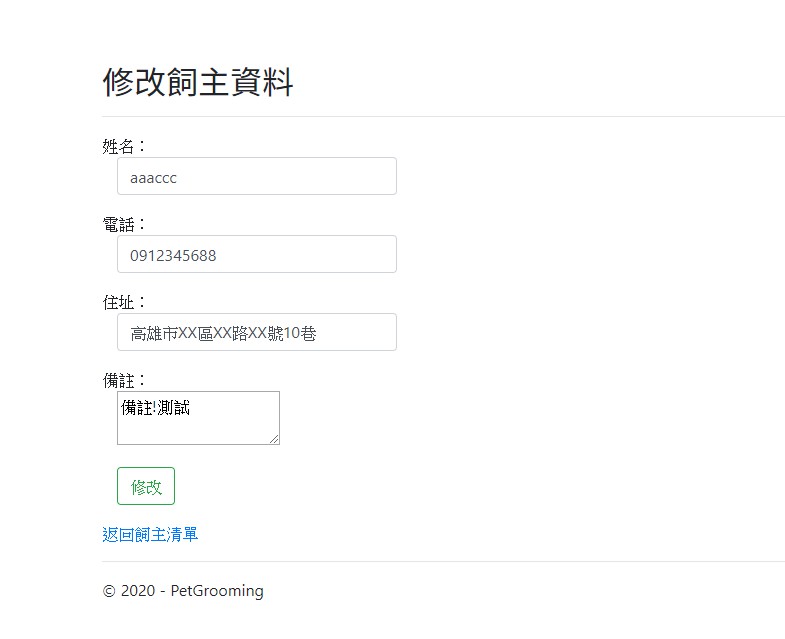 修改飼主資料
姓名：
aaaccc
電話：
0912345688
住址：
高雄市XX區XX路XX號10巷
備註：
備註!測試
修改
返回飼主清單
© 2020 - PetGrooming